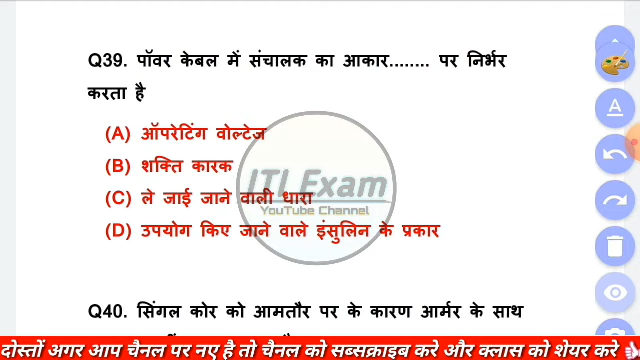 Q39. पॉवर केबल में संचालक का आकार........ पर निर्भर
करता है
(A) ऑपरेटिंग वोल्टेज
(B) शक्ति कारक
(C) ले जाई जाने वाली धारा
(D) उपयोग किए जाने वाले इंसुलिन के प्रकार
ITI Exam
YouTube Channel
Q40. सिंगल कोर को आमतौर पर के कारण आर्मर के साथ
दोस्तों अगर आप चैनल पर नए है तो चैनल को सब्सक्राइब करे और क्लास को शेयर करे